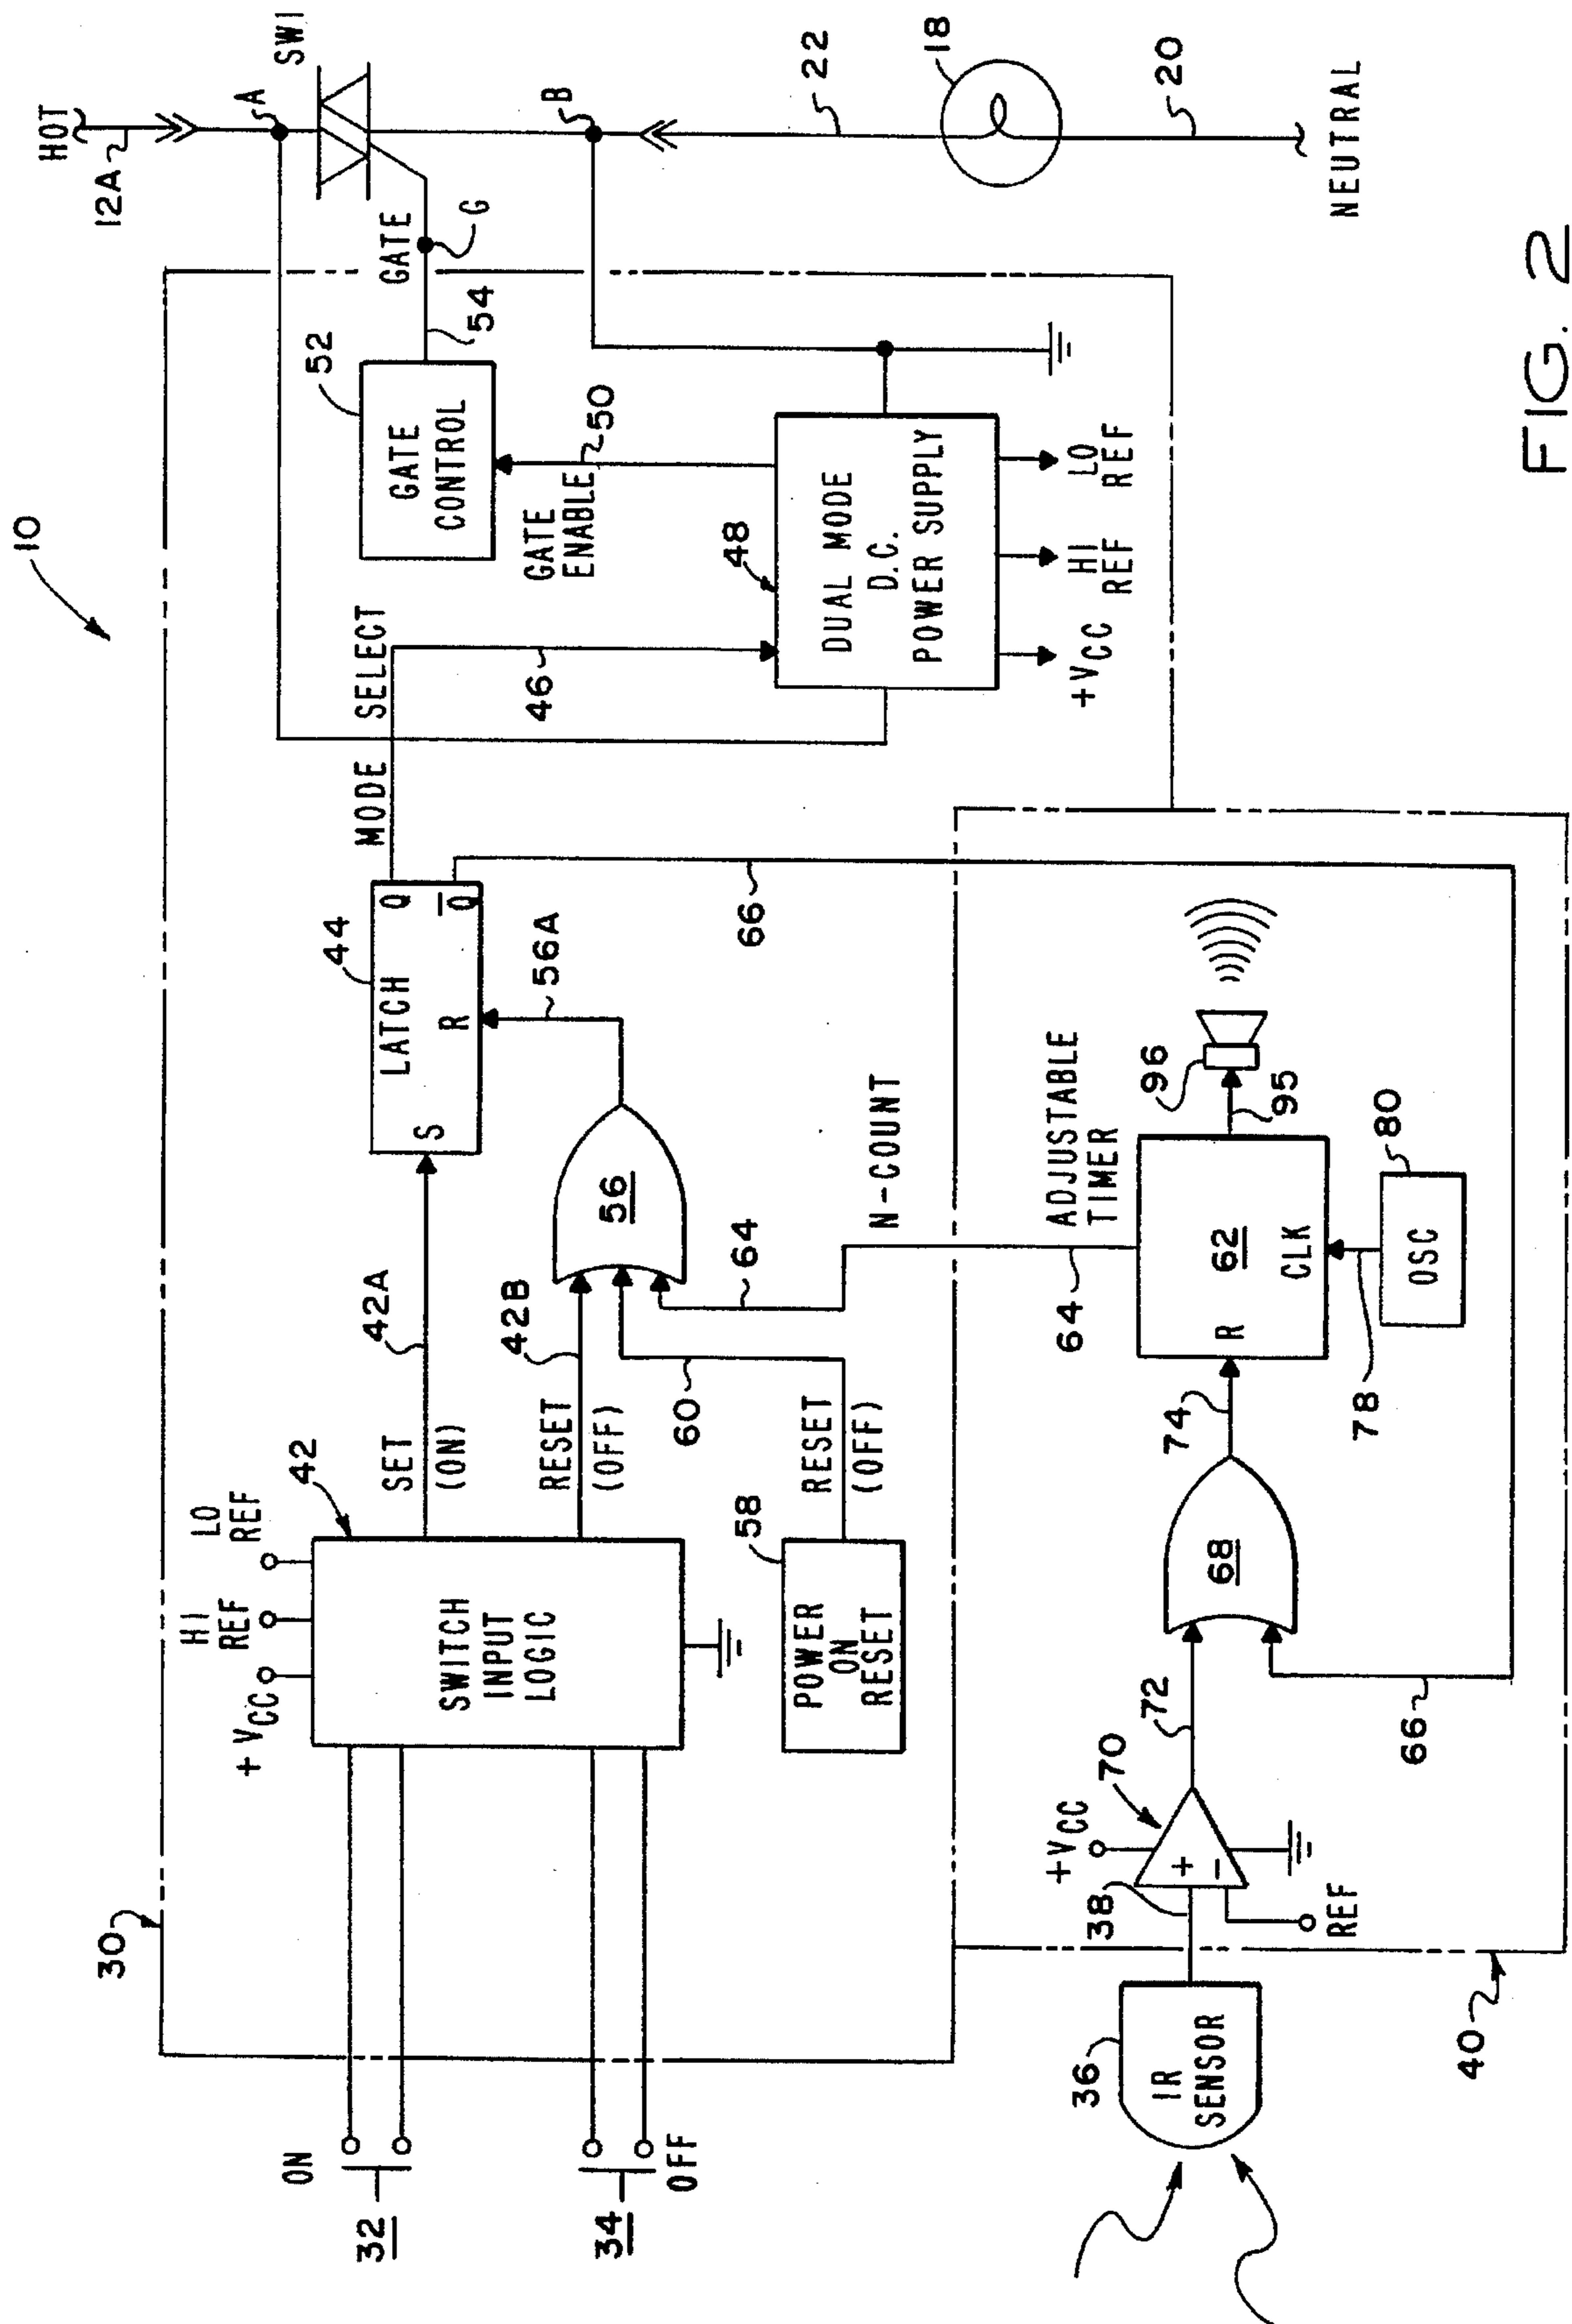 10
HOT
12A
A
SW1
30
ON
32
34
OFF
+VCC
HI
REF
LO
REF
42
SWITCH
INPUT
LOGIC
SET
(ON)
42A
RESET
(OFF)
42B
58
POWER
ON
RESET
RESET
(OFF)
60
64
56
56A
44
LATCH
S
R
Q
Q̅
MODE SELECT
46
66
N-COUNT
52
GATE
CONTROL
54
GATE
G
GATE
ENABLE
50
48
DUAL MODE
D.C.
POWER SUPPLY
+VCC
HI
REF
LO
REF
B
22
18
20
NEUTRAL
36
IR
SENSOR
38
+VCC
70
+
−
REF
40
72
66
68
74
64
ADJUSTABLE
TIMER
62
R
CLK
78
OSC
80
95
96
FIG. 2